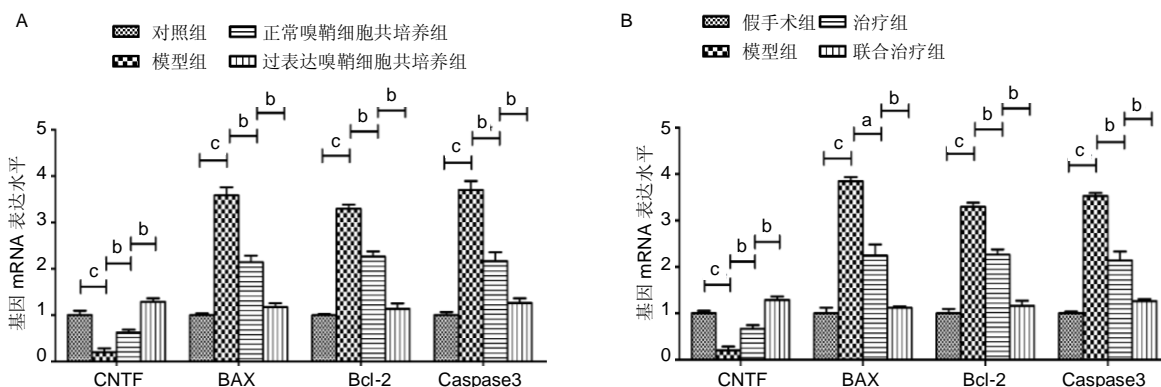 A
对照组 正常嗅鞘细胞共培养组
模型组 过表达嗅鞘细胞共培养组
基因 mRNA 表达水平
5
4
3
2
1
0
c b b
c b b
c b b
c b b
CNTF BAX Bcl-2 Caspase3
B
假手术组 治疗组
模型组 联合治疗组
基因 mRNA 表达水平
5
4
3
2
1
0
c b b
c a b
c b b
c b b
CNTF BAX Bcl-2 Caspase3